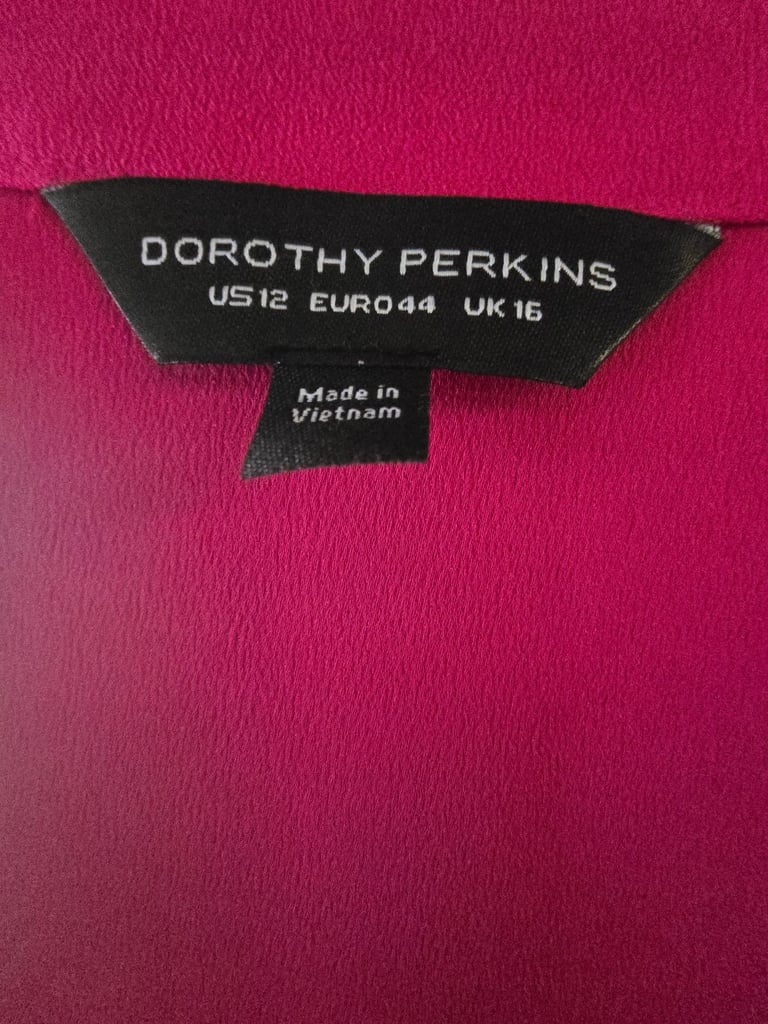 DOROTHY PERKINS
US12 EURO44 UK16
Made in
Vietnam